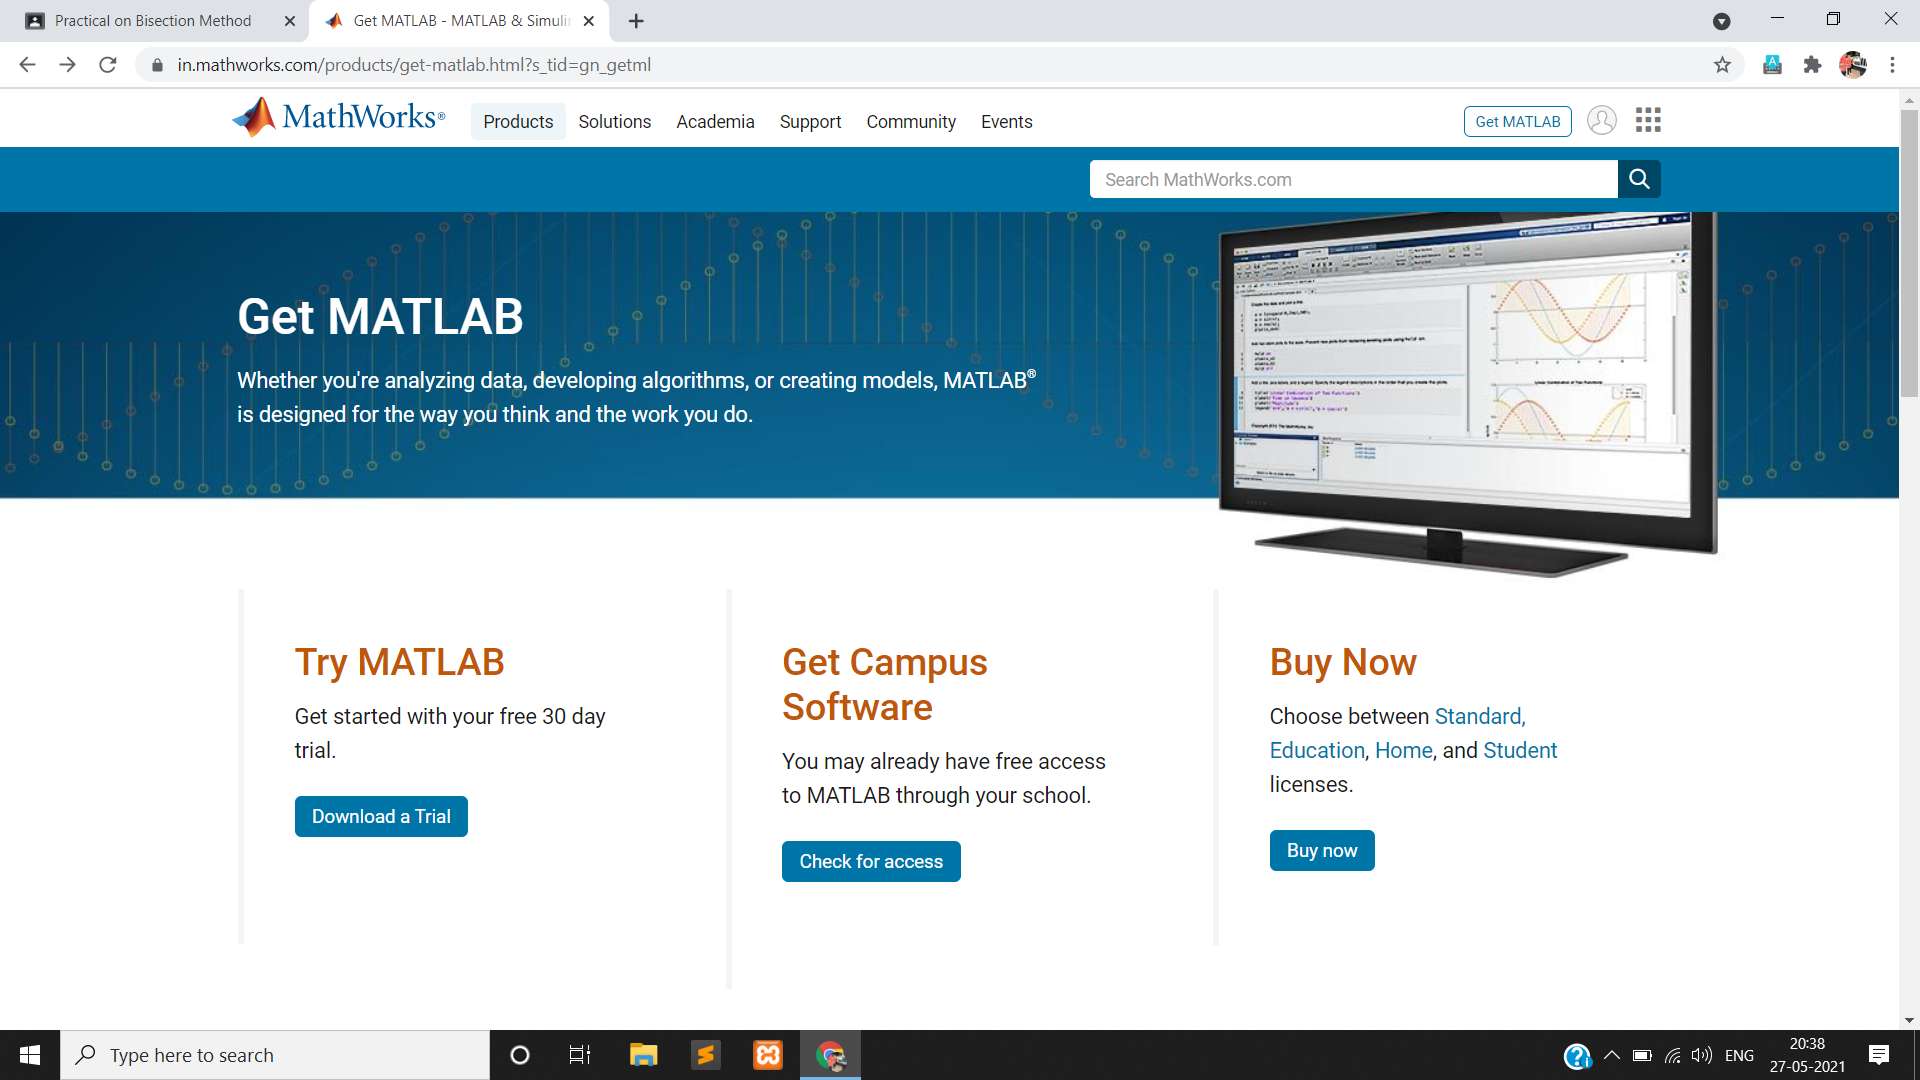 Practical on Bisection Method
Get MATLAB - MATLAB & Simuli
in.mathworks.com/products/get-matlab.html?s_tid=gn_getml
MathWorks®
Products
Solutions
Academia
Support
Community
Events
Get MATLAB
Search MathWorks.com
Get MATLAB
Whether you're analyzing data, developing algorithms, or creating models, MATLAB®
is designed for the way you think and the work you do.
Try MATLAB
Get started with your free 30 day
trial.
Download a Trial
Get Campus
Software
You may already have free access
to MATLAB through your school.
Check for access
Buy Now
Choose between Standard,
Education, Home, and Student
licenses.
Buy now
Type here to search
ENG
20:38
27-05-2021